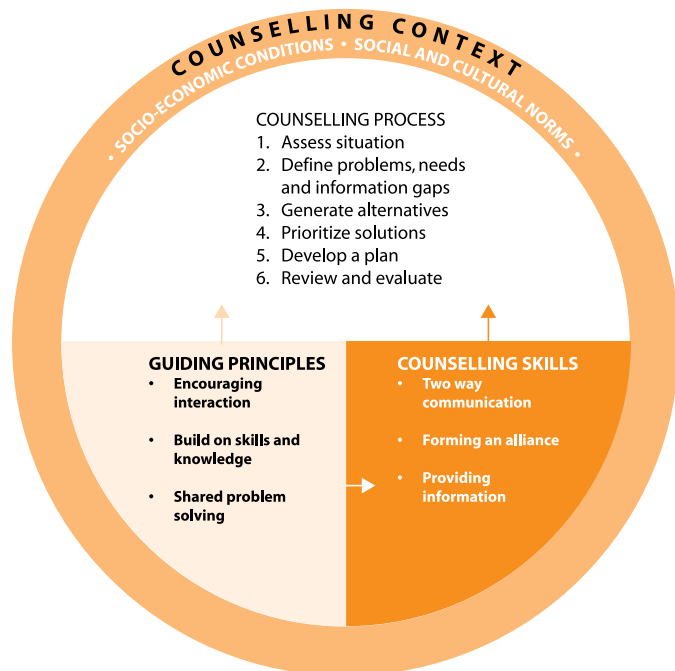 COUNSELLING CONTEXT
• SOCIO-ECONOMIC CONDITIONS • SOCIAL AND CULTURAL NORMS •
COUNSELLING PROCESS
1. Assess situation
2. Define problems, needs
and information gaps
3. Generate alternatives
4. Prioritize solutions
5. Develop a plan
6. Review and evaluate
GUIDING PRINCIPLES
• Encouraging
interaction
• Build on skills and
knowledge
• Shared problem
solving
COUNSELLING SKILLS
• Two way
communication
• Forming an alliance
• Providing
information